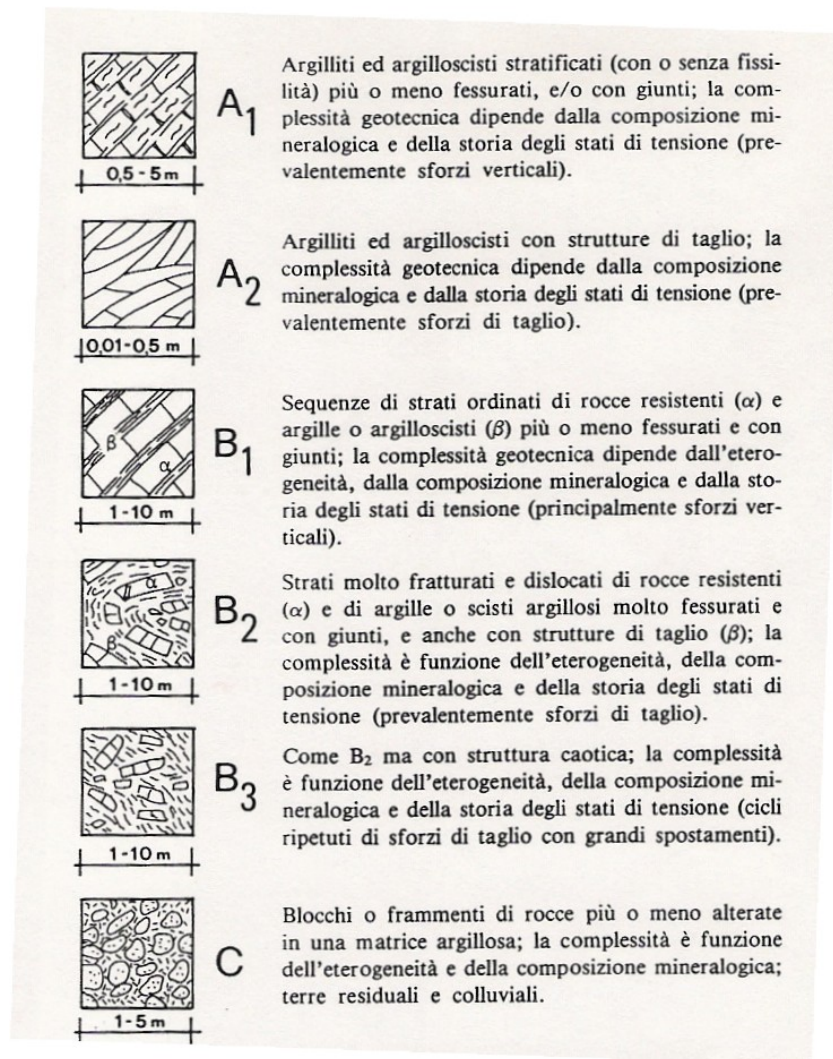 A1
Argilliti ed argilloscisti stratificati (con o senza fissi-
lità) più o meno fessurati, e/o con giunti; la com-
plessità geotecnica dipende dalla composizione mi-
neralogica e della storia degli stati di tensione (pre-
valentemente sforzi verticali).
0,5 - 5 m
A2
Argilliti ed argilloscisti con strutture di taglio; la
complessità geotecnica dipende dalla composizione
mineralogica e dalla storia degli stati di tensione (pre-
valentemente sforzi di taglio).
0,01-0,5 m
β
α
B1
Sequenze di strati ordinati di rocce resistenti (α) e
argille o argilloscisti (β) più o meno fessurati e con
giunti; la complessità geotecnica dipende dall'etero-
geneità, dalla composizione mineralogica e dalla sto-
ria degli stati di tensione (principalmente sforzi ver-
ticali).
1-10 m
α
β
B2
Strati molto fratturati e dislocati di rocce resistenti
(α) e di argille o scisti argillosi molto fessurati e
con giunti, e anche con strutture di taglio (β); la
complessità è funzione dell'eterogeneità, della com-
posizione mineralogica e della storia degli stati di
tensione (prevalentemente sforzi di taglio).
1-10 m
B3
Come B2 ma con struttura caotica; la complessità
è funzione dell'eterogeneità, della composizione mi-
neralogica e della storia degli stati di tensione (cicli
ripetuti di sforzi di taglio con grandi spostamenti).
1-10 m
C
Blocchi o frammenti di rocce più o meno alterate
in una matrice argillosa; la complessità è funzione
dell'eterogeneità e della composizione mineralogica;
terre residuali e colluviali.
1-5 m